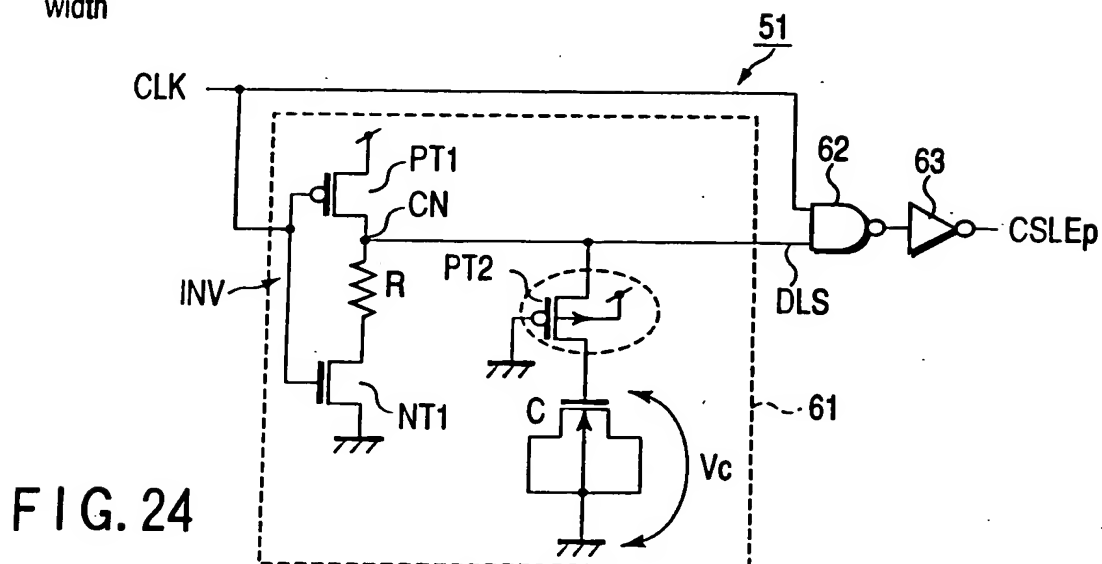 width
51
CLK
PT1
62
63
CN
CSLEp
PT2
INV
R
DLS
C
61
NT1
Vc
FIG. 24